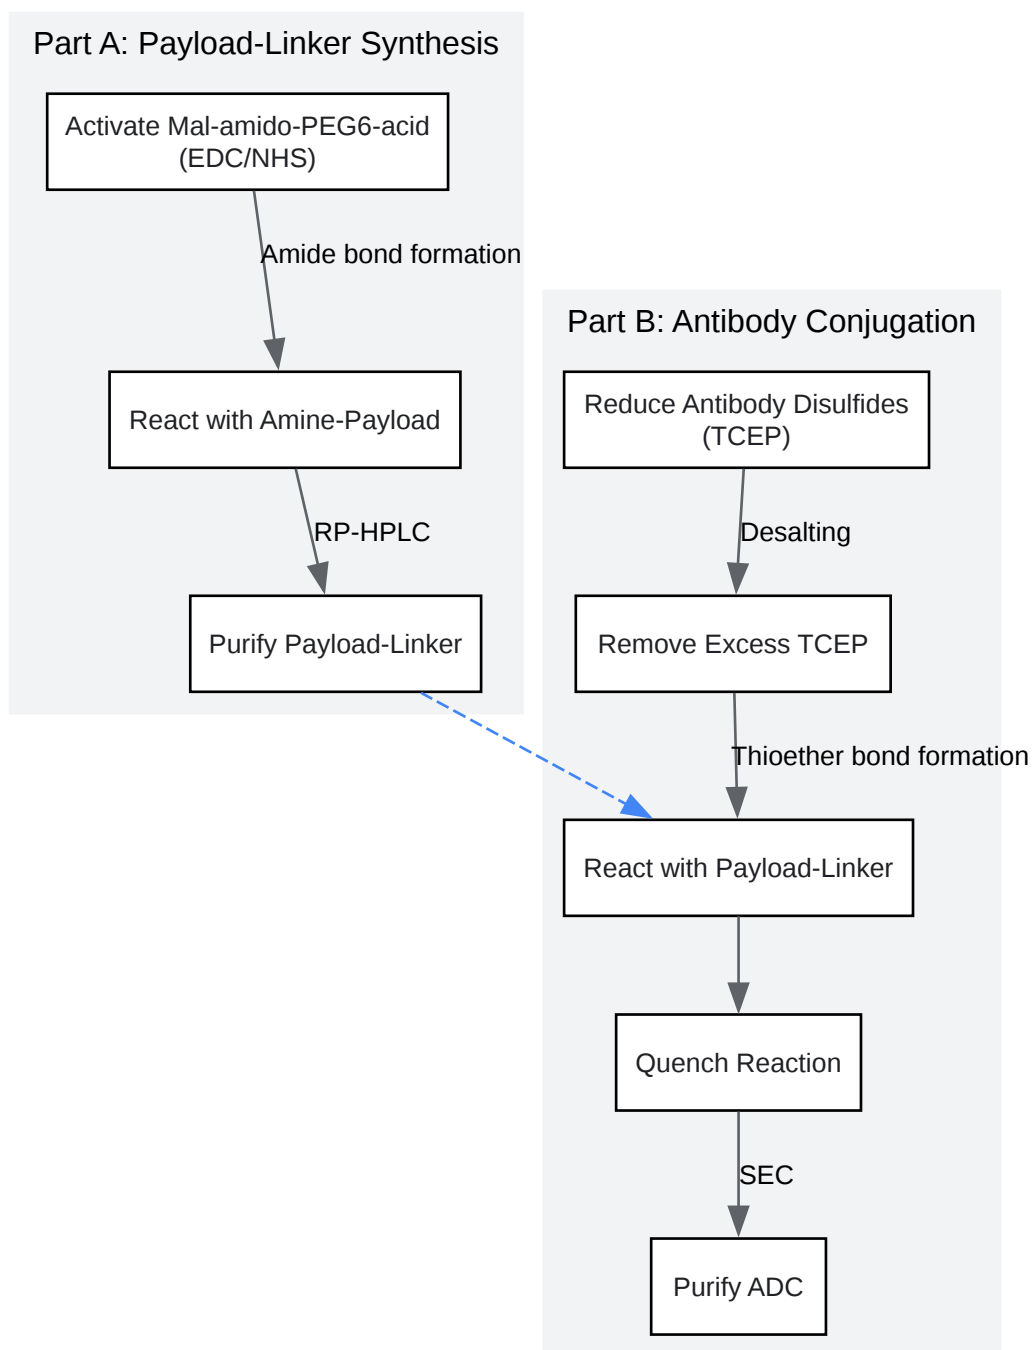 Part A: Payload-Linker Synthesis
Activate Mal-amido-PEG6-acid
(EDC/NHS)
Amide bond formation
React with Amine-Payload
RP-HPLC
Purify Payload-Linker
Part B: Antibody Conjugation
Reduce Antibody Disulfides
(TCEP)
Desalting
Remove Excess TCEP
Thioether bond formation
React with Payload-Linker
Quench Reaction
SEC
Purify ADC